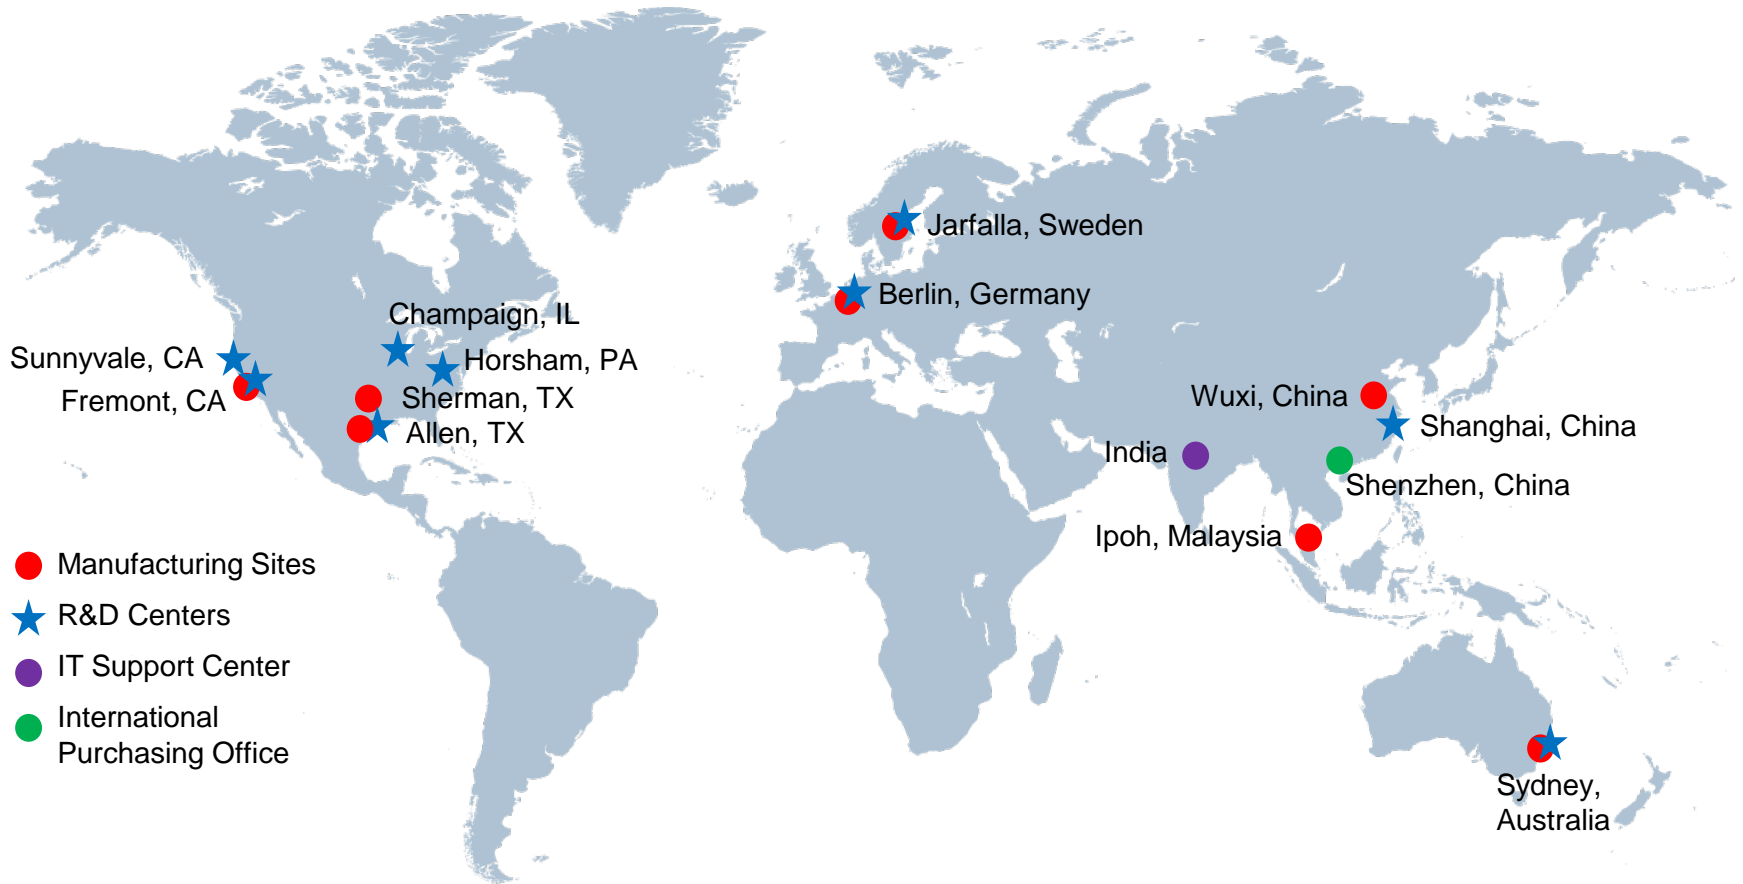 Jarfalla, Sweden
Berlin, Germany
Champaign, IL
Sunnyvale, CA
Horsham, PA
Fremont, CA
Sherman, TX
Allen, TX
Wuxi, China
Shanghai, China
India
Shenzhen, China
Ipoh, Malaysia
Manufacturing Sites
R&D Centers
IT Support Center
International
Purchasing Office
Sydney,
Australia